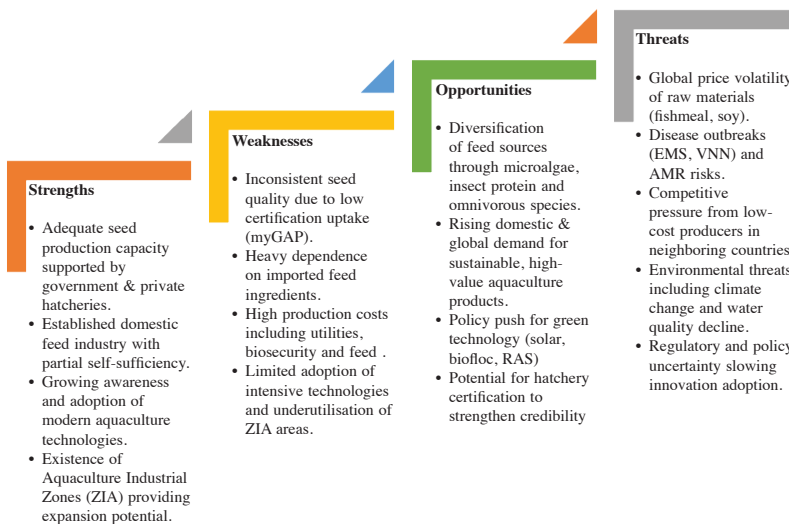 Strengths
• Adequate seed
production capacity
supported by
government & private
hatcheries.
• Established domestic
feed industry with
partial self-sufficiency.
• Growing awareness
and adoption of
modern aquaculture
technologies.
• Existence of
Aquaculture Industrial
Zones (ZIA) providing
expansion potential.
Weaknesses
• Inconsistent seed
quality due to low
certification uptake
(myGAP).
• Heavy dependence
on imported feed
ingredients.
• High production costs
including utilities,
biosecurity and feed .
• Limited adoption of
intensive technologies
and underutilisation of
ZIA areas.
Opportunities
• Diversification
of feed sources
through microalgae,
insect protein and
omnivorous species.
• Rising domestic &
global demand for
sustainable, high-
value aquaculture
products.
• Policy push for green
technology (solar,
biofloc, RAS)
• Potential for hatchery
certification to
strengthen credibility
Threats
• Global price volatility
of raw materials
(fishmeal, soy).
• Disease outbreaks
(EMS, VNN) and
AMR risks.
• Competitive
pressure from low-
cost producers in
neighboring countries
• Environmental threats
including climate
change and water
quality decline.
• Regulatory and policy
uncertainty slowing
innovation adoption.